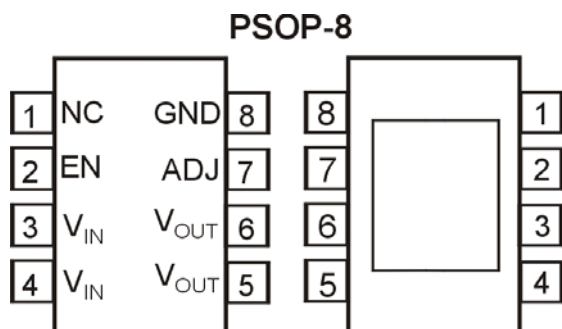 PSOP-8
1 NC GND 8 8 1
2 EN ADJ 7 7 2
3 VIN VOUT 6 6 3
4 VIN VOUT 5 5 4